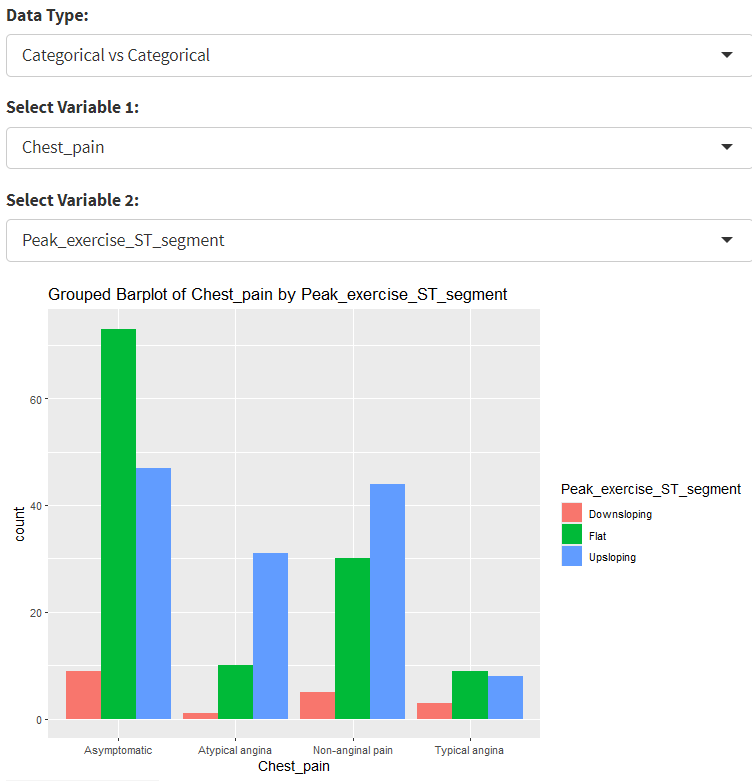 Data Type:
Categorical vs Categorical
Select Variable 1:
Chest_pain
Select Variable 2:
Peak_exercise_ST_segment
Grouped Barplot of Chest_pain by Peak_exercise_ST_segment
60
40
20
0
count
Asymptomatic Atypical angina Non-anginal pain Typical angina
Chest_pain
Peak_exercise_ST_segment
Downsloping
Flat
Upsloping